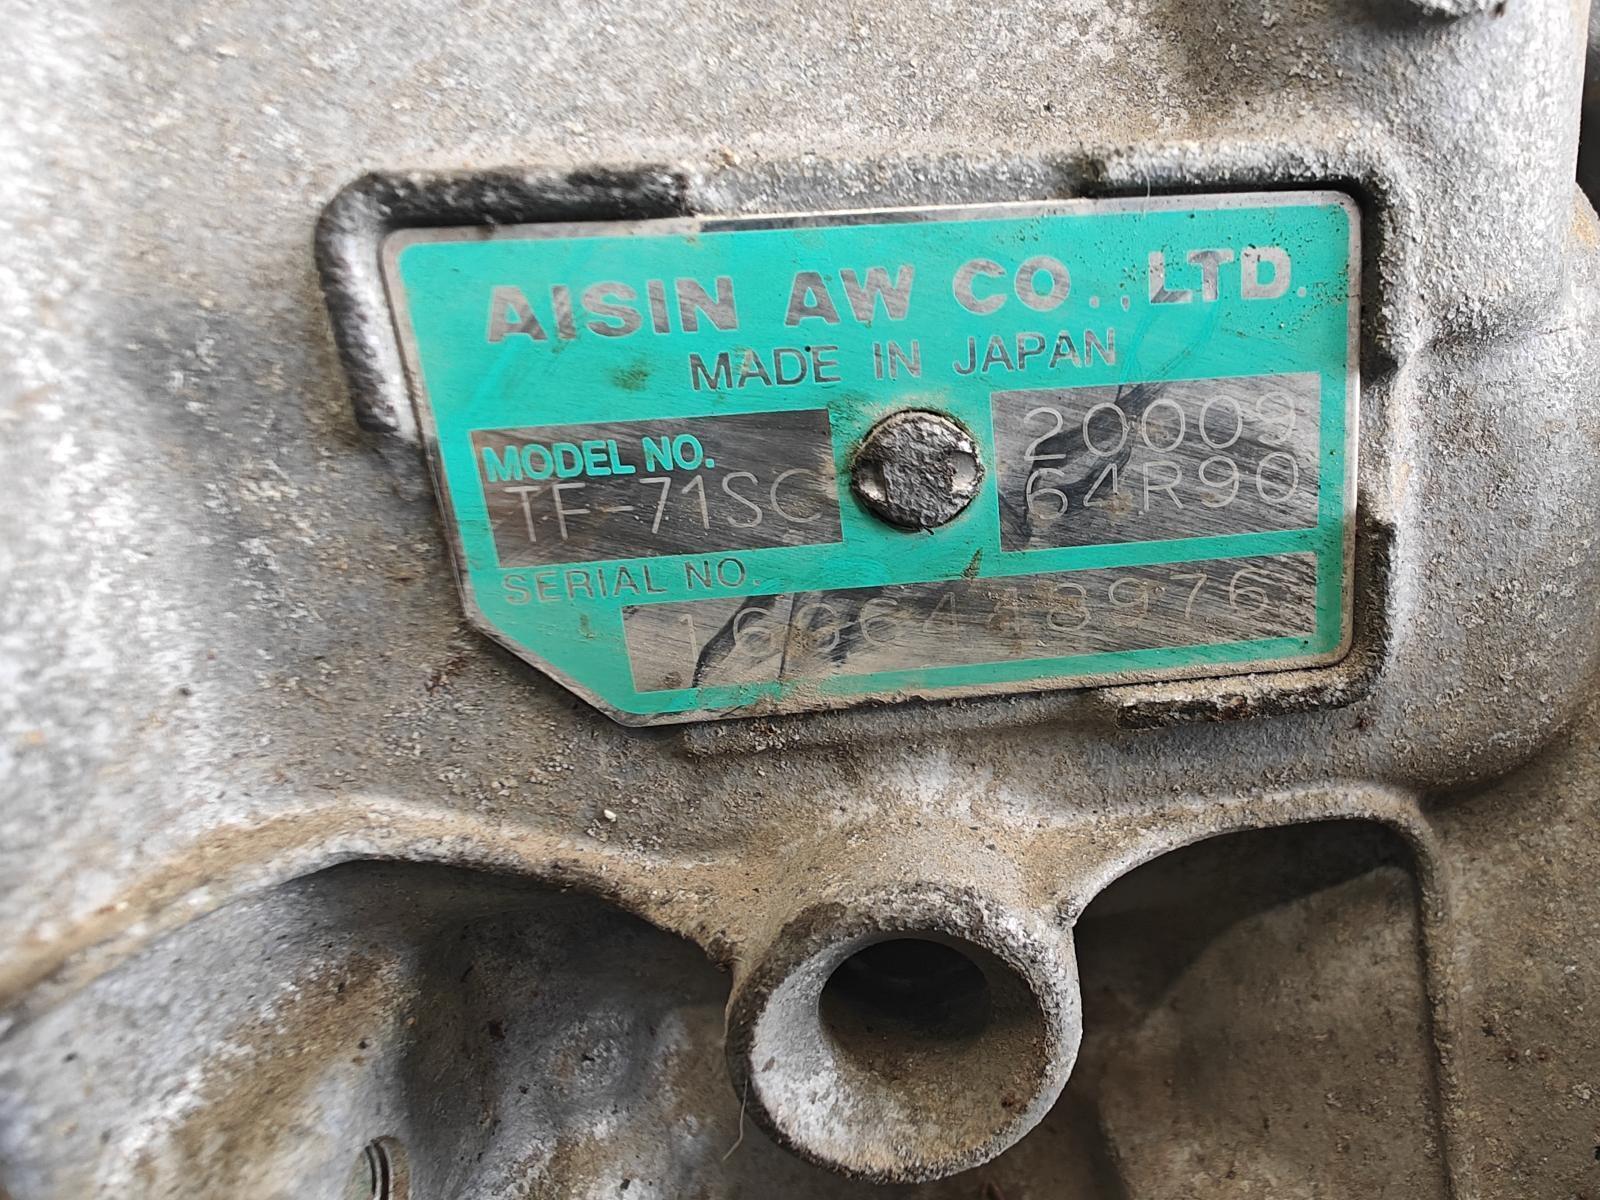 AISIN AW CO.,LTD.
MADE IN JAPAN
MODEL NO.
TF-71SC
20009
64R90
SERIAL NO.